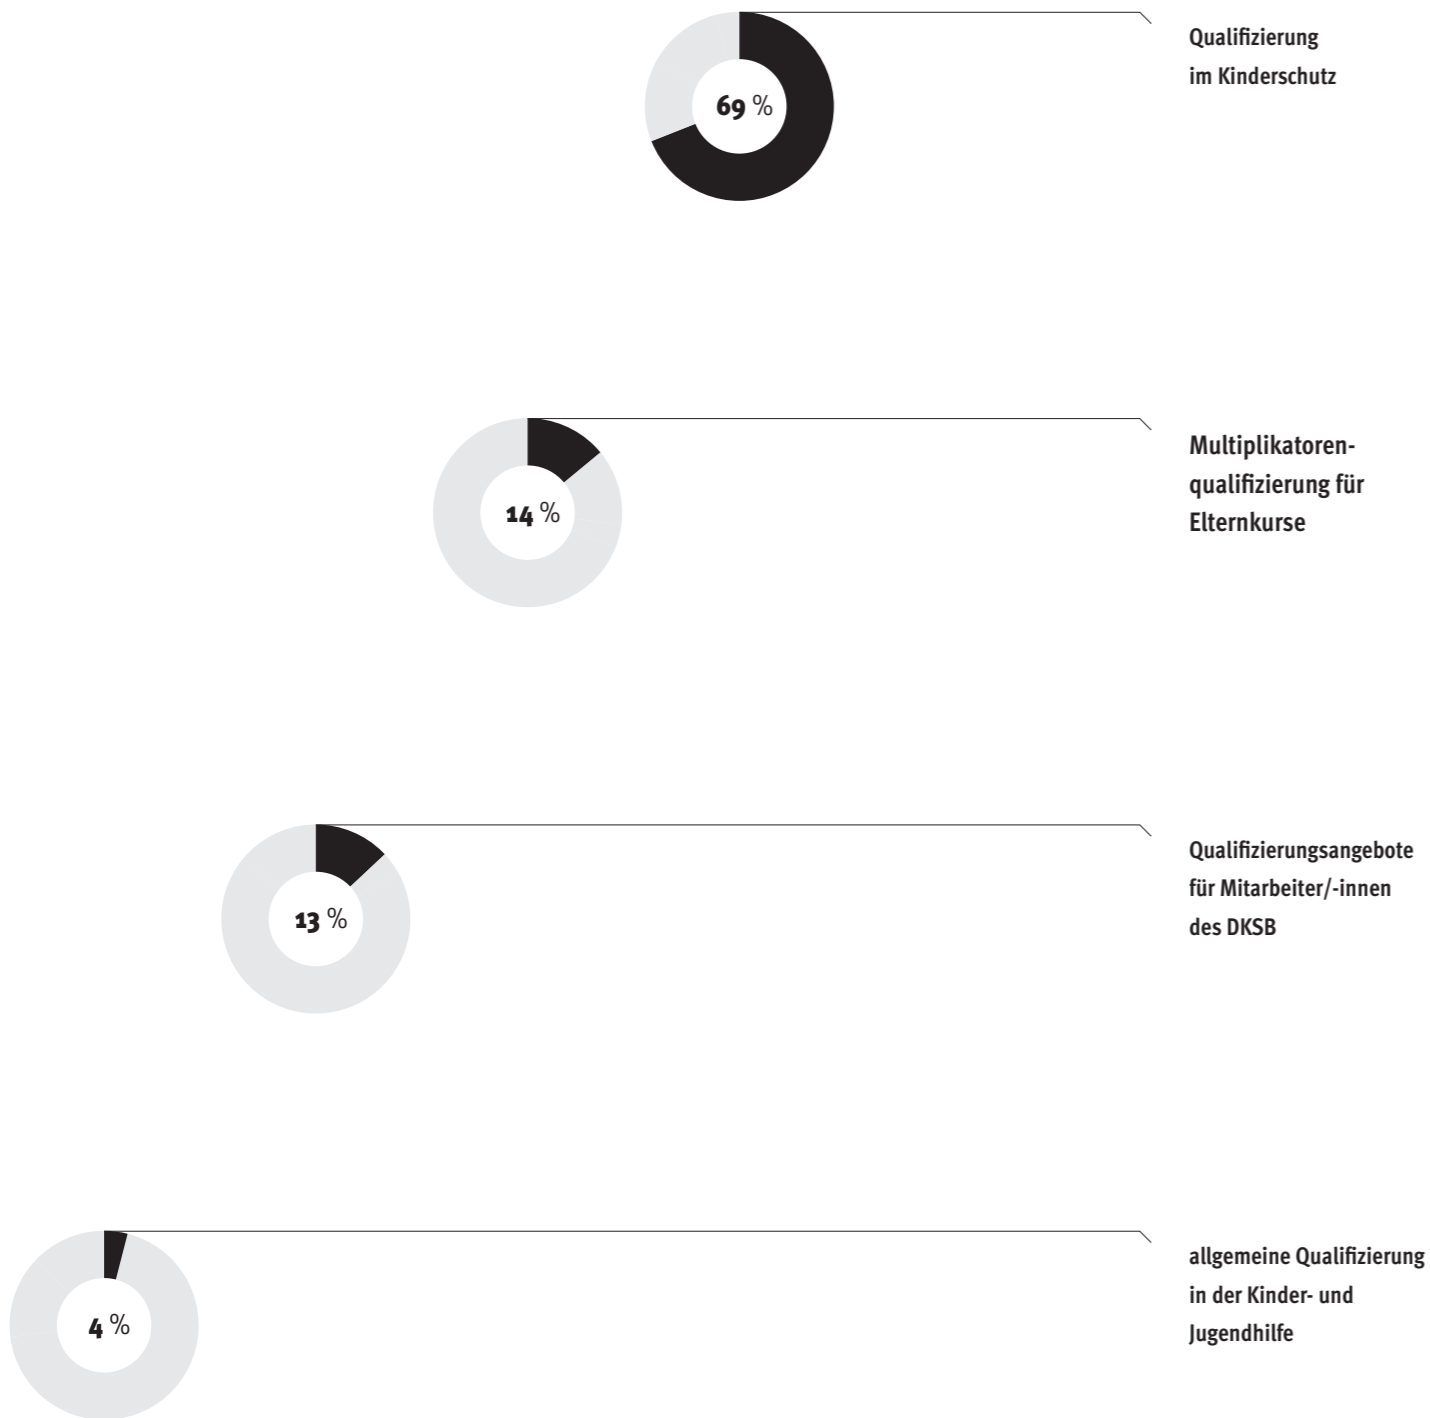 69 %
Qualifizierung
im Kinderschutz
14 %
Multiplikatoren-
qualifizierung für
Elternkurse
13 %
Qualifizierungsangebote
für Mitarbeiter/-innen
des DKSB
4 %
allgemeine Qualifizierung
in der Kinder- und
Jugendhilfe